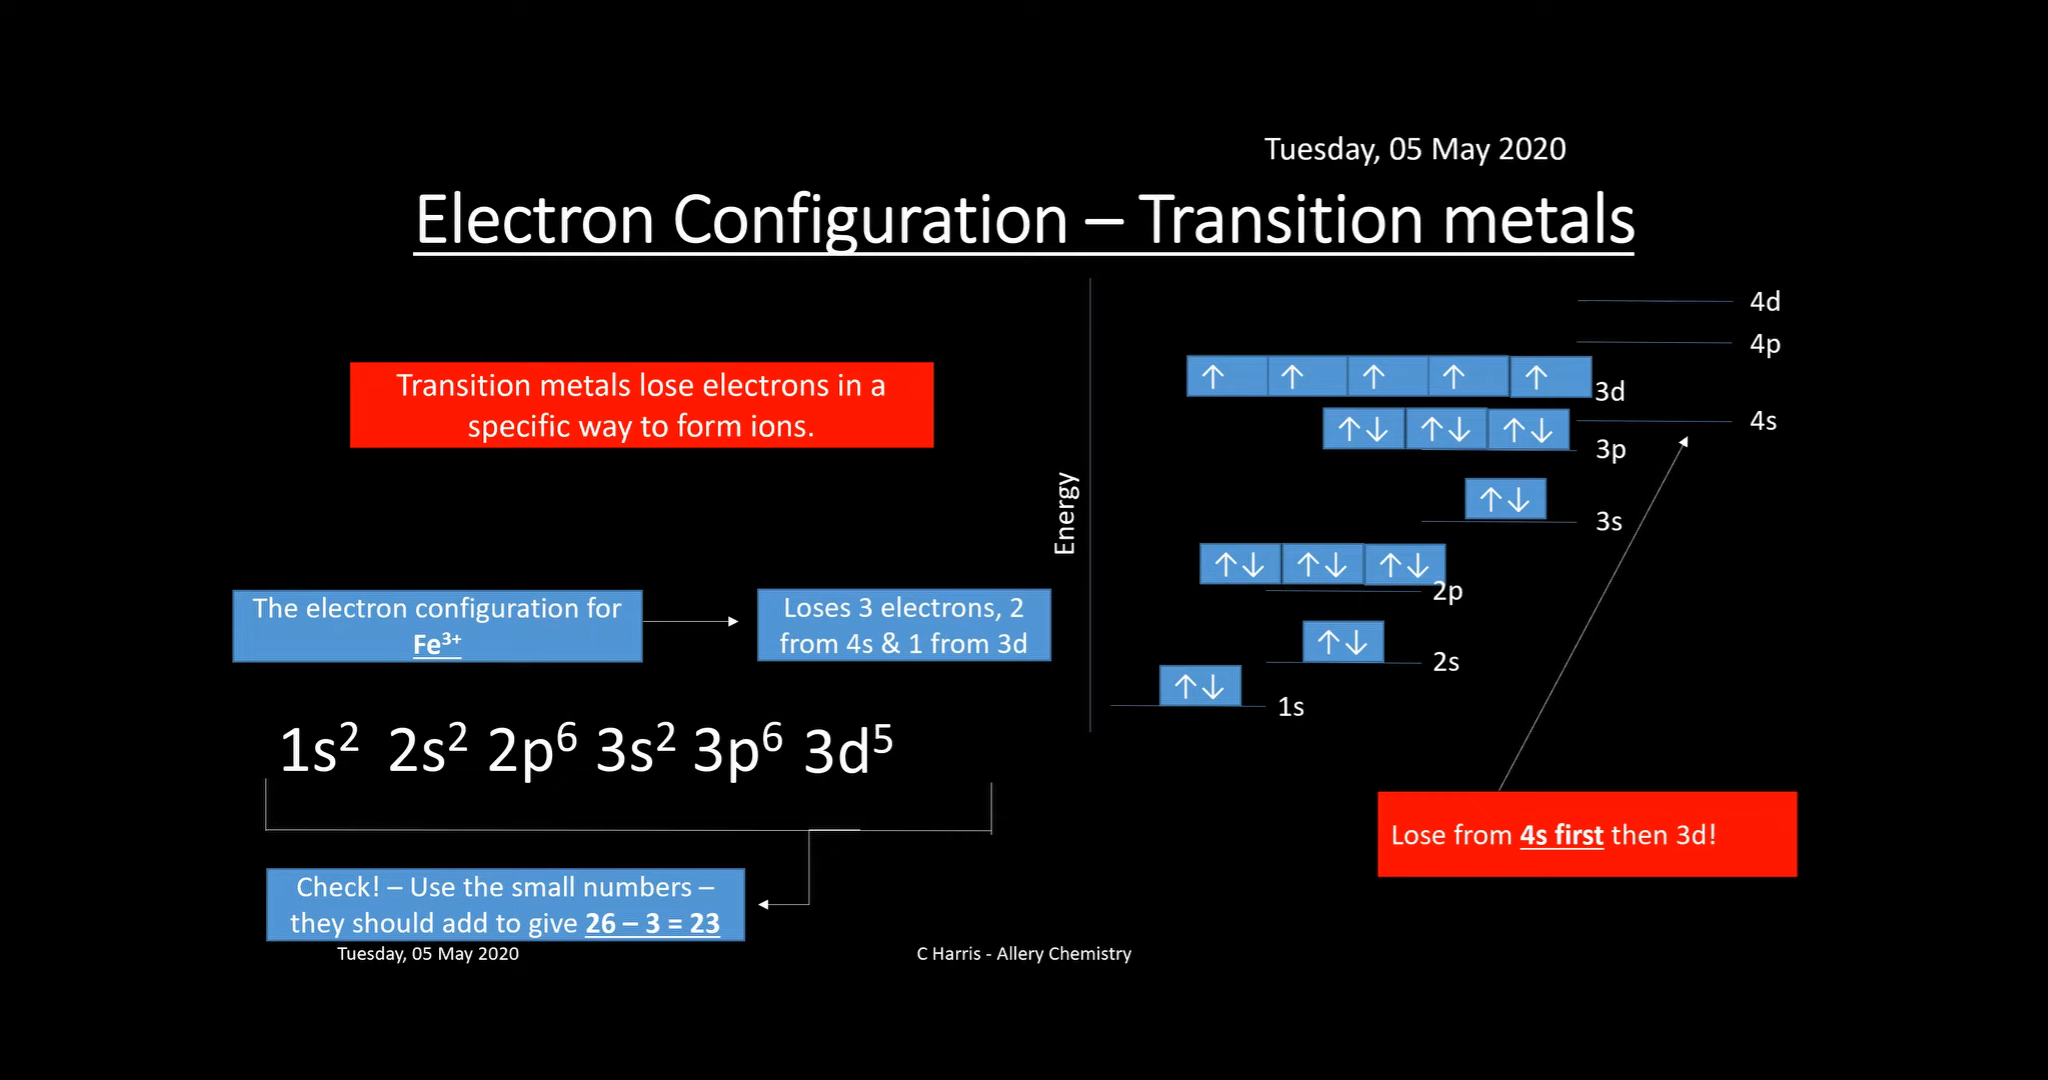 Tuesday, 05 May 2020
Electron Configuration – Transition metals
Transition metals lose electrons in a
specific way to form ions.
The electron configuration for
Fe³⁺
Loses 3 electrons, 2
from 4s & 1 from 3d
1s² 2s² 2p⁶ 3s² 3p⁶ 3d⁵
Check! – Use the small numbers –
they should add to give 26 – 3 = 23
Energy
4d
4p
↑ ↑ ↑ ↑ ↑ 3d
4s
↑↓ ↑↓ ↑↓ 3p
↑↓ 3s
↑↓ ↑↓ ↑↓ 2p
↑↓ 2s
↑↓ 1s
Lose from 4s first then 3d!
Tuesday, 05 May 2020
C Harris - Allery Chemistry